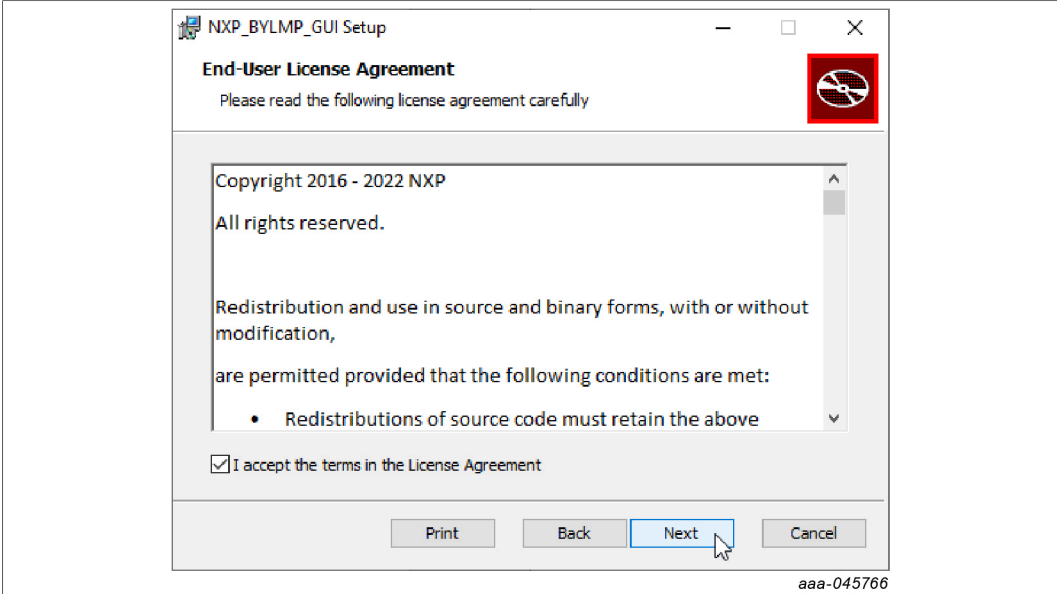 NXP_BYLMP_GUI Setup
End-User License Agreement
Please read the following license agreement carefully
Copyright 2016 - 2022 NXP
All rights reserved.
Redistribution and use in source and binary forms, with or without
modification,
are permitted provided that the following conditions are met:
• Redistributions of source code must retain the above
I accept the terms in the License Agreement
Print Back Next Cancel
aaa-045766